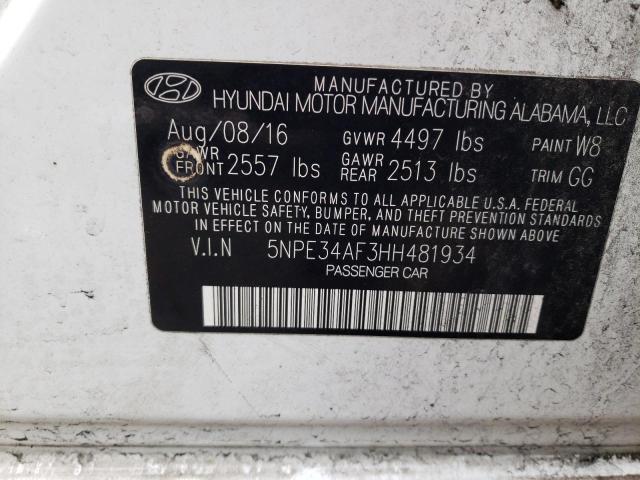 MANUFACTURED BY
HYUNDAI MOTOR MANUFACTURING ALABAMA, LLC
Aug/08/16 GVWR 4497 lbs PAINT W8
GAWR FRONT 2557 lbs GAWR REAR 2513 lbs TRIM GG
THIS VEHICLE CONFORMS TO ALL APPLICABLE U.S.A. FEDERAL
MOTOR VEHICLE SAFETY, BUMPER, AND THEFT PREVENTION STANDARDS
IN EFFECT ON THE DATE OF MANUFACTURE SHOWN ABOVE.
V.I.N 5NPE34AF3HH481934
PASSENGER CAR